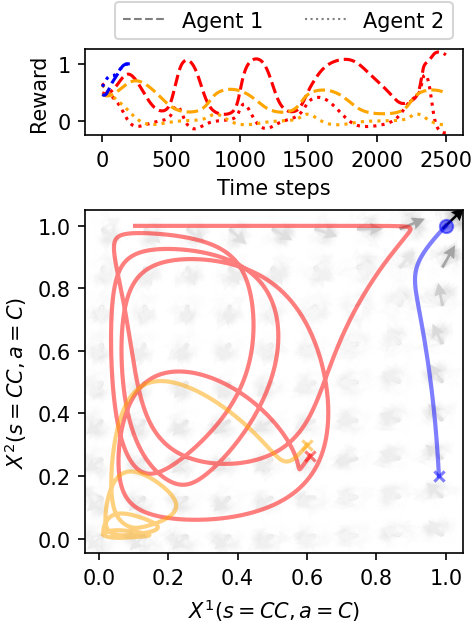 Agent 1 Agent 2
Reward
1
0
0 500 1000 1500 2000 2500
Time steps
X²(s = CC, a = C)
1.0
0.8
0.6
0.4
0.2
0.0
0.0 0.2 0.4 0.6 0.8 1.0
X¹(s = CC, a = C)